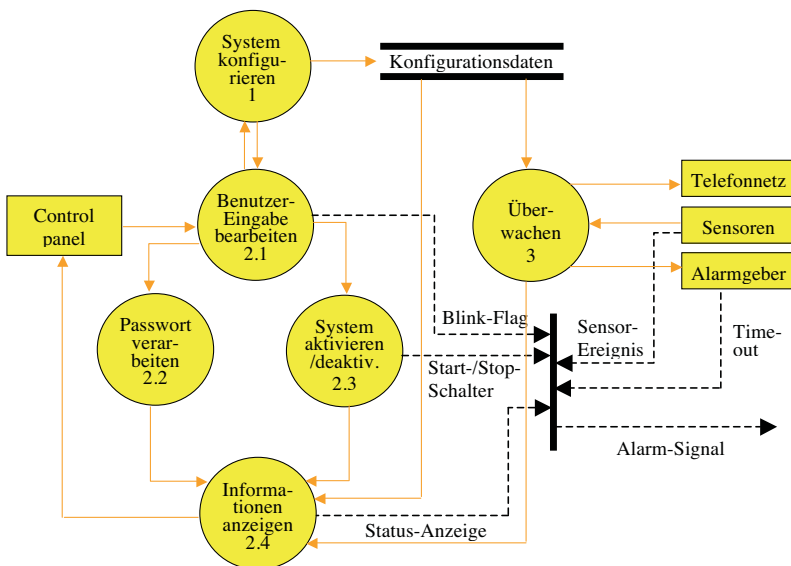 System
konfigu-
rieren
1
Konfigurationsdaten
Benutzer-
Eingabe
bearbeiten
2.1
Control
panel
Über-
wachen
3
Telefonnetz
Sensoren
Alarmgeber
Passwort
verar-
beiten
2.2
System
aktivieren
/deaktiv.
2.3
Blink-Flag
Sensor-
Ereignis
Time-
out
Start-/Stop-
Schalter
Alarm-Signal
Informa-
tionen
anzeigen
2.4
Status-Anzeige